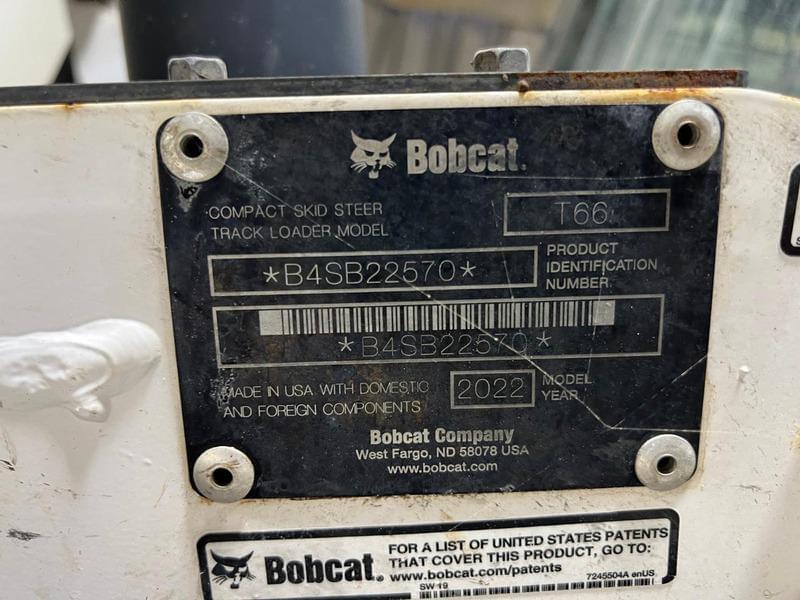 Bobcat.
COMPACT SKID STEER
TRACK LOADER MODEL
T66
*B4SB22570*
PRODUCT
IDENTIFICATION
NUMBER
*B4SB22570*
MADE IN USA WITH DOMESTIC
AND FOREIGN COMPONENTS
2022
MODEL
YEAR
Bobcat Company
West Fargo, ND 58078 USA
www.bobcat.com
Bobcat.
FOR A LIST OF UNITED STATES PATENTS
THAT COVER THIS PRODUCT, GO TO:
www.bobcat.com/patents
7245504A enUS
SW 19